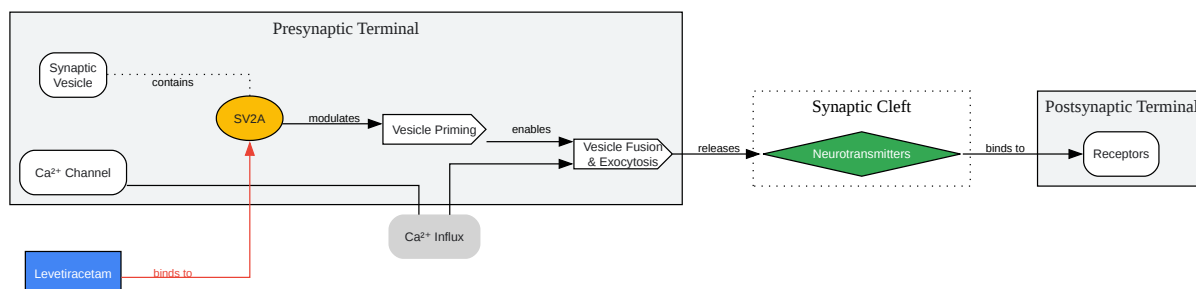 Presynaptic Terminal
Synaptic
Vesicle
contains
SV2A
modulates
Vesicle Priming
enables
Vesicle Fusion
& Exocytosis
releases
Synaptic Cleft
Neurotransmitters
binds to
Postsynaptic Terminal
Receptors
Ca²⁺ Channel
Ca²⁺ Influx
Levetiracetam
binds to